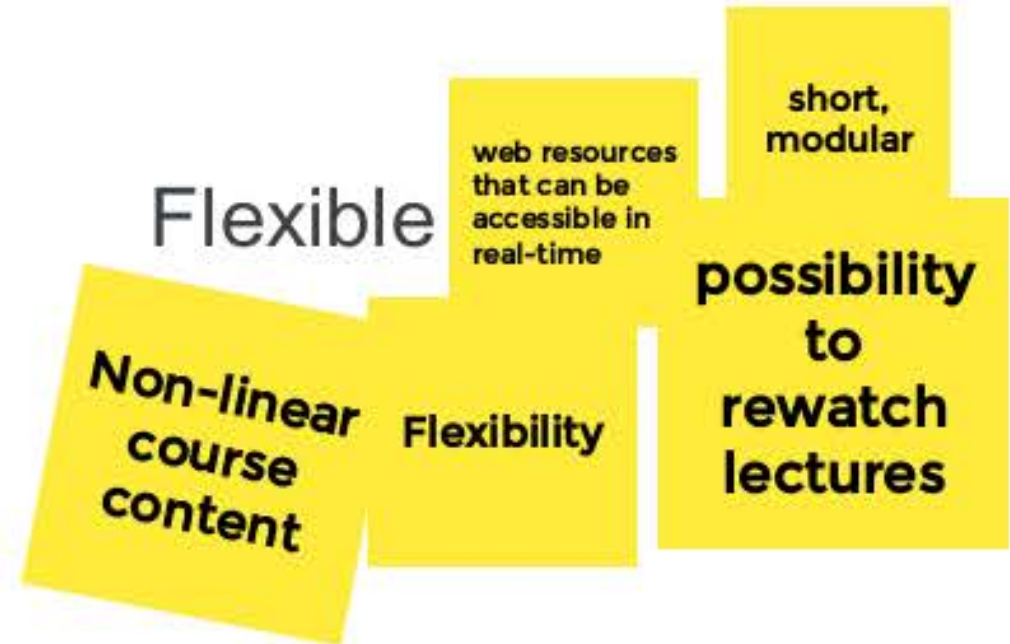 Flexible
web resources
that can be
accessible in
real-time
short,
modular
Non-linear
course
content
Flexibility
possibility
to
rewatch
lectures